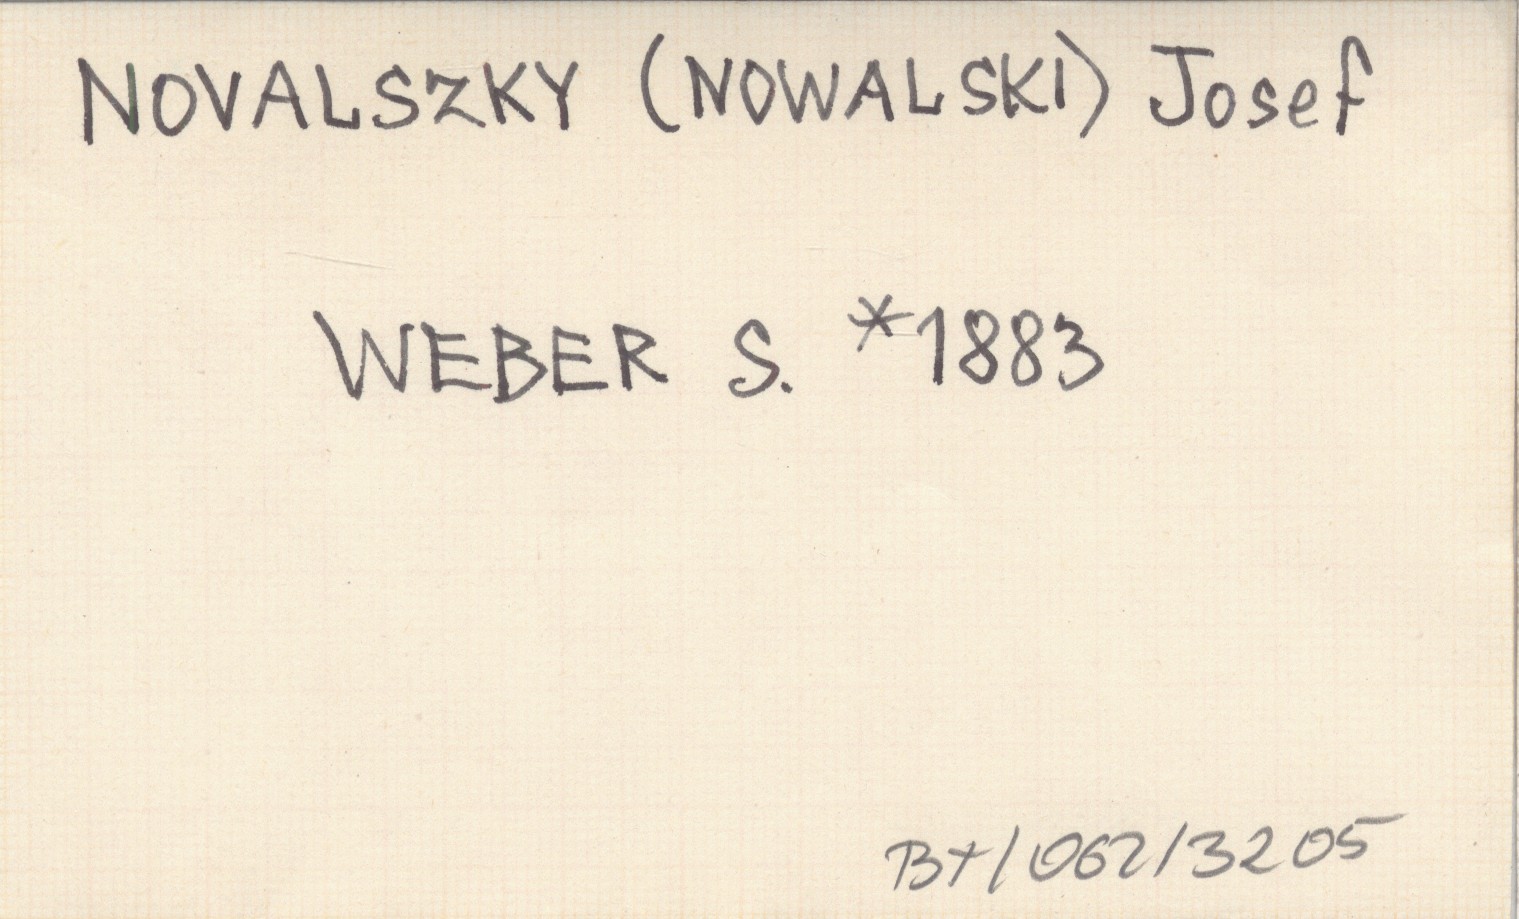 NOVALSZKY (NOWALSKI) Josef
WEBER S. *1883
B+/062/3205